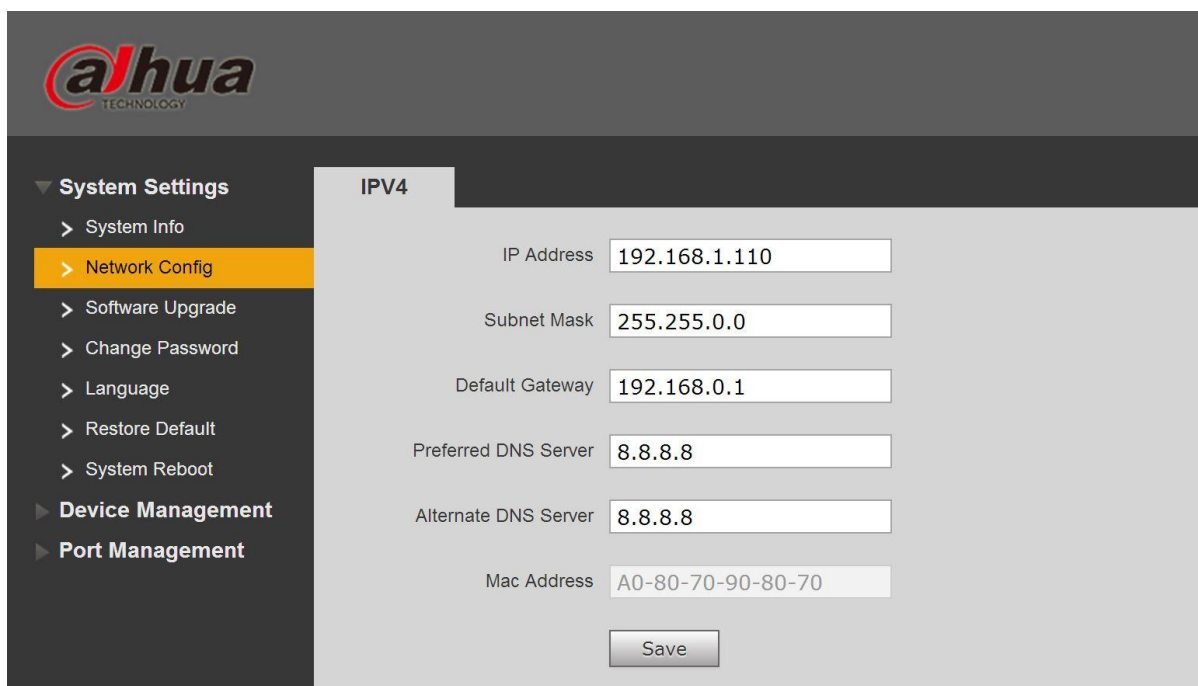 alhua
TECHNOLOGY
System Settings
System Info
Network Config
Software Upgrade
Change Password
Language
Restore Default
System Reboot
Device Management
Port Management
IPV4
IP Address 192.168.1.110
Subnet Mask 255.255.0.0
Default Gateway 192.168.0.1
Preferred DNS Server 8.8.8.8
Alternate DNS Server 8.8.8.8
Mac Address A0-80-70-90-80-70
Save